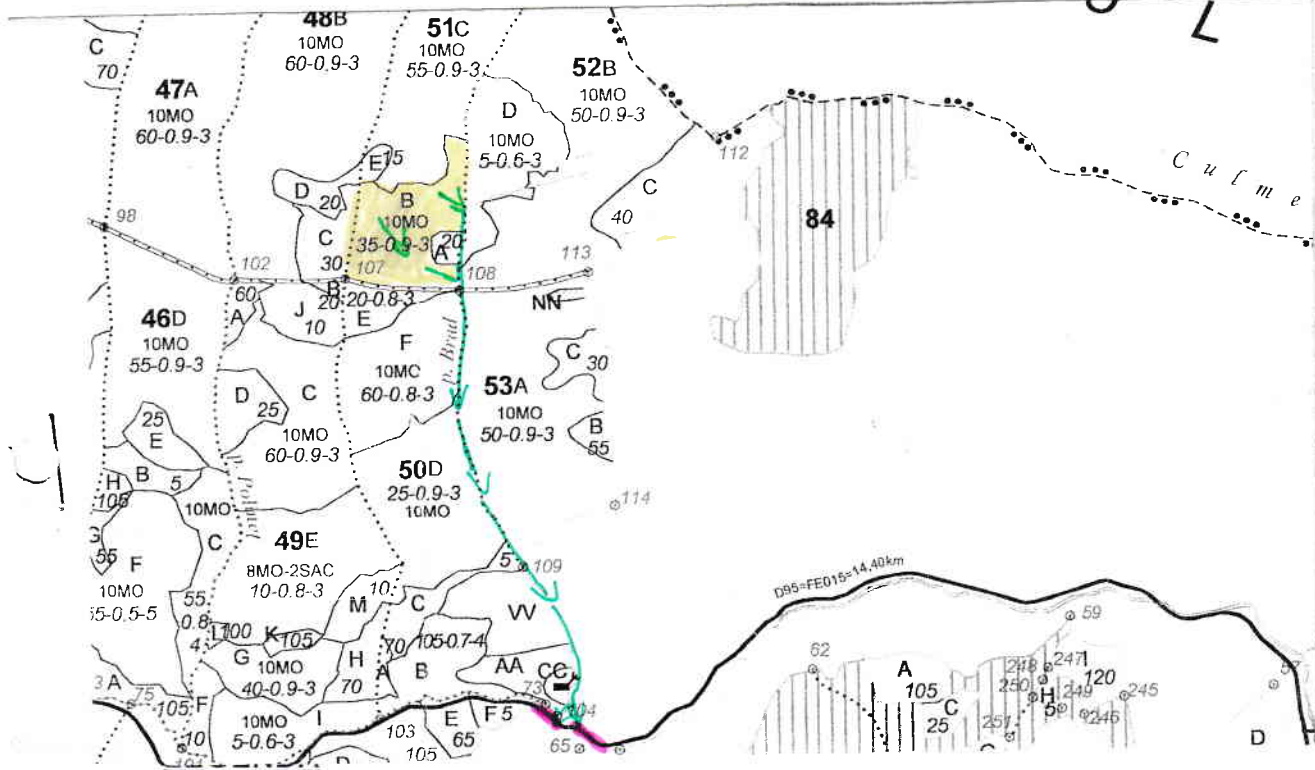 48B
10MO
60-0.9-3
51C
10MO
55-0.9-3
L
C
70
47A
10MO
60-0.9-3
52B
10MO
50-0.9-3
D
10MO
5-0.6-3
112
Culme
E 15
D
20
B
10MO
35-0.9-3
20
A
C
40
84
98
C
30
102
107
108
113
60
B
20
20-0.8-3
NN
46D
10MO
55-0.9-3
A
J
10
E
F
60-0.8-3
p. Brad
C
30
53A
10MO
50-0.9-3
D
25
C
10MO
60-0.9-3
B
55
25
E
H
105
B
5
10MO
50D
25-0.9-3
10MO
114
G
55
F
10MO
C
49E
8MO-2SAC
10-0.8-3
5
109
D95=FE015=14,40km
55
0.8
4
M
10
C
VV
59
L
100
K
105
70
105-0.7-4
62
G
10MO
40-0.9-3
H
70
A
B
AA
CC
A
105
C
25
248
247
I
120
250
H
5
249
245
246
251
57
A
75
105
F
10
10MO
5-0.6-3
I
103
105
E
65
F 5
73
104
65
D